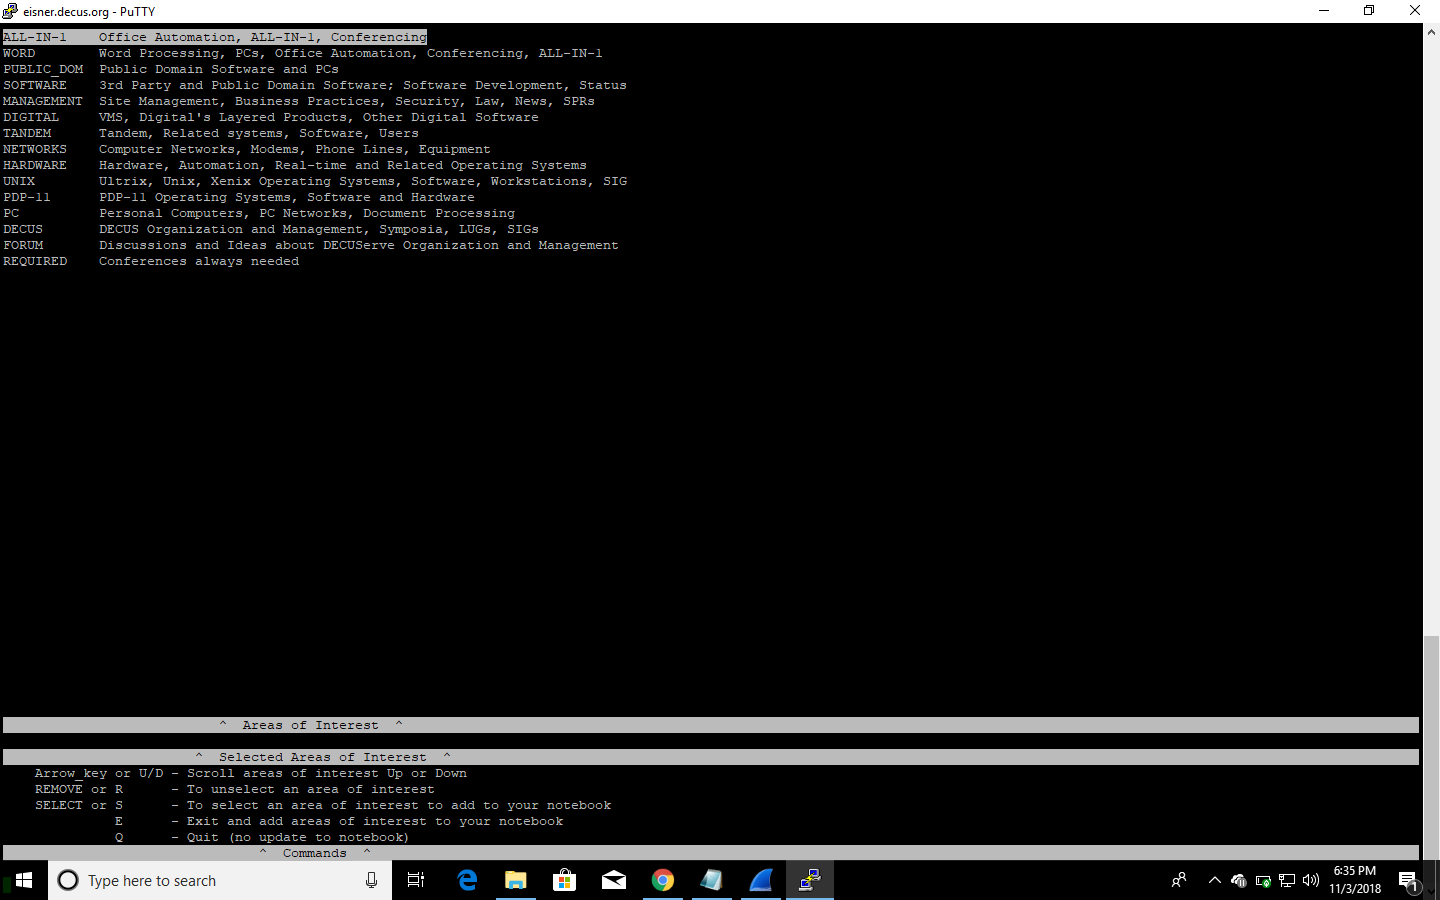 eisner.decus.org - PuTTY
ALL-IN-1    Office Automation, ALL-IN-1, Conferencing
WORD        Word Processing, PCs, Office Automation, Conferencing, ALL-IN-1
PUBLIC_DOM  Public Domain Software and PCs
SOFTWARE    3rd Party and Public Domain Software; Software Development, Status
MANAGEMENT  Site Management, Business Practices, Security, Law, News, SPRs
DIGITAL     VMS, Digital's Layered Products, Other Digital Software
TANDEM      Tandem, Related systems, Software, Users
NETWORKS    Computer Networks, Modems, Phone Lines, Equipment
HARDWARE    Hardware, Automation, Real-time and Related Operating Systems
UNIX        Ultrix, Unix, Xenix Operating Systems, Software, Workstations, SIG
PDP-11      PDP-11 Operating Systems, Software and Hardware
PC          Personal Computers, PC Networks, Document Processing
DECUS       DECUS Organization and Management, Symposia, LUGs, SIGs
FORUM       Discussions and Ideas about DECUServe Organization and Management
REQUIRED    Conferences always needed
^  Areas of Interest  ^
^  Selected Areas of Interest  ^
Arrow_key or U/D - Scroll areas of interest Up or Down
REMOVE or R      - To unselect an area of interest
SELECT or S      - To select an area of interest to add to your notebook
E      - Exit and add areas of interest to your notebook
Q      - Quit (no update to notebook)
^  Commands  ^
Type here to search
6:35 PM
11/3/2018
1